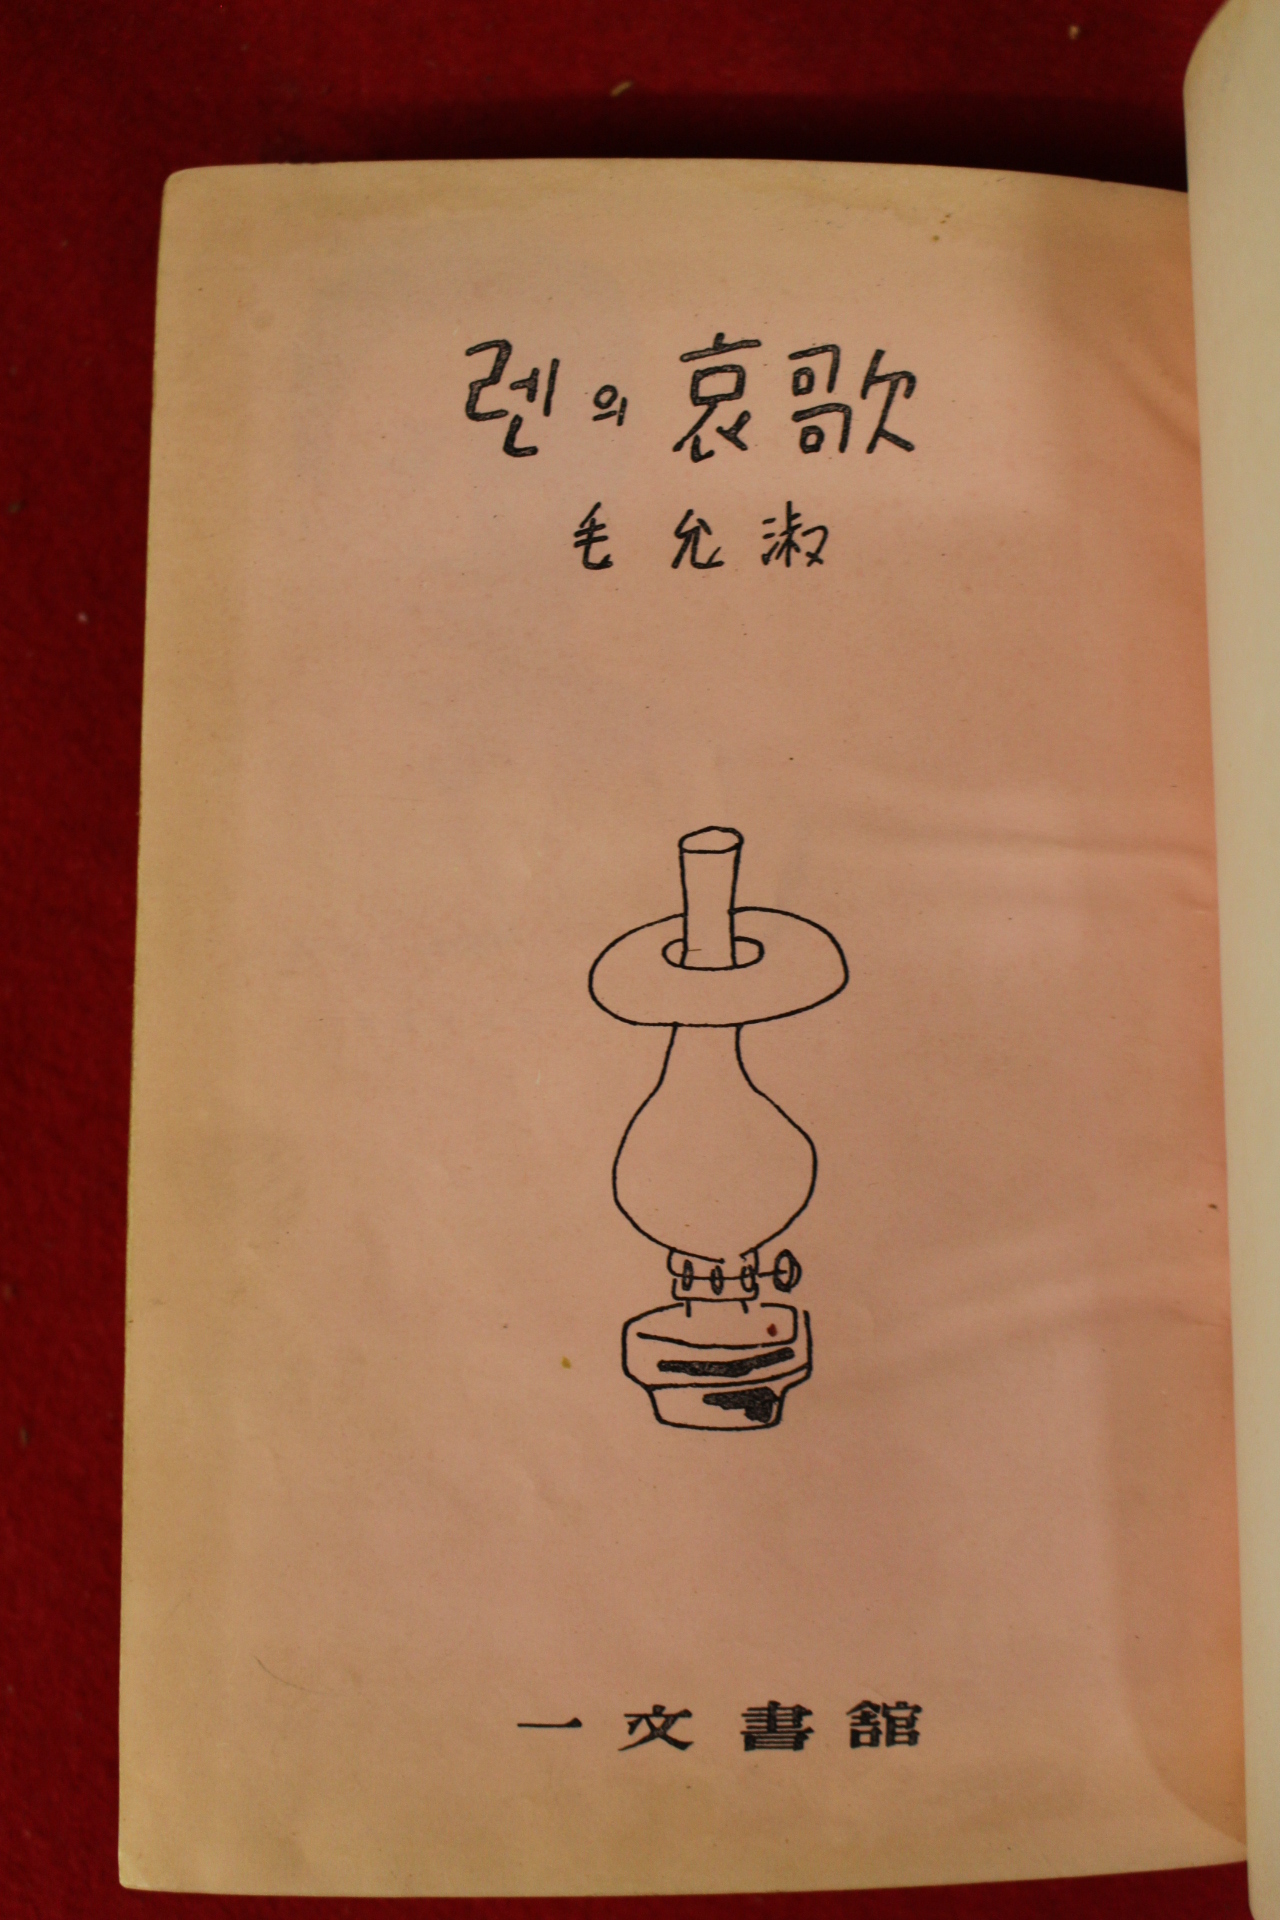 렌의 哀歌
毛允淑
一文書館